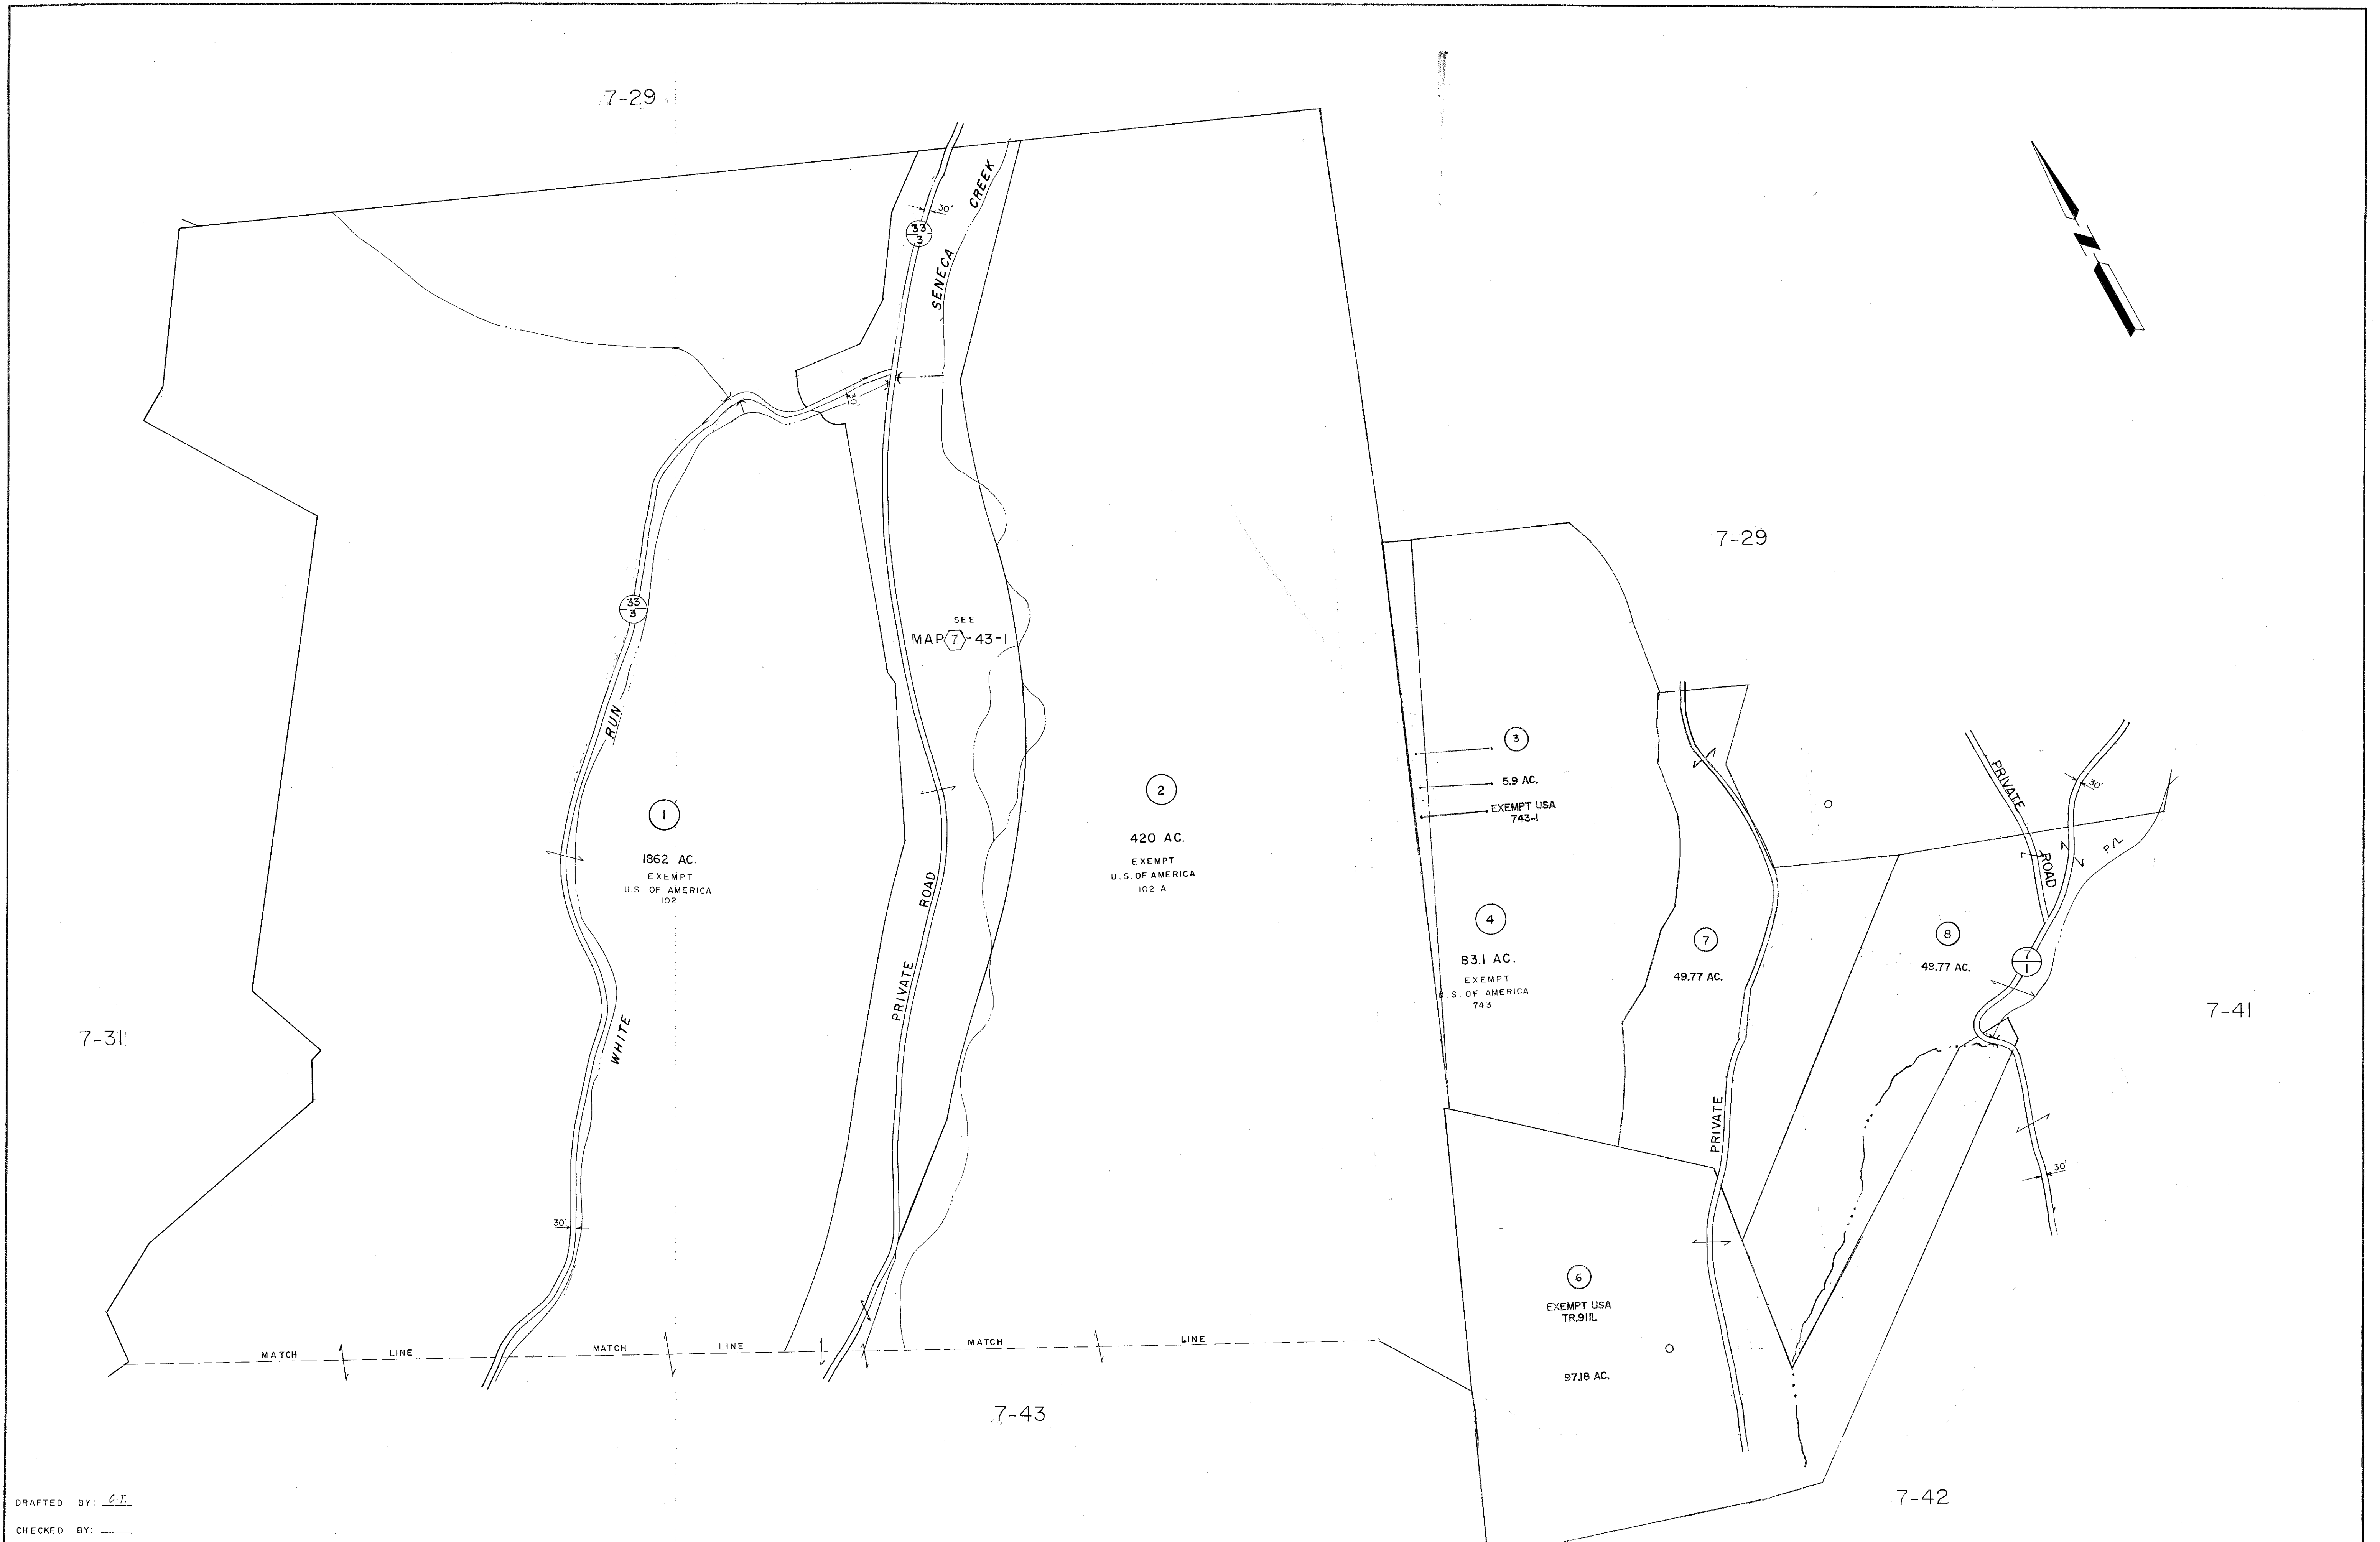 7-29
30'
33
3
SENECA CREEK
30'
33
3
SEE
MAP 7-43-1
7-29
RUN
WHITE
1
1862 AC.
EXEMPT
U.S. OF AMERICA
102
2
420 AC.
EXEMPT
U.S. OF AMERICA
102 A
PRIVATE ROAD
3
5.9 AC.
EXEMPT USA
743-1
4
83.1 AC.
EXEMPT
U.S. OF AMERICA
743
7
49.77 AC.
PRIVATE
8
49.77 AC.
PRIVATE ROAD
30'
P/L
7
1
7-31
7-41
30'
30'
6
EXEMPT USA
TR.911L
97.18 AC.
MATCH LINE MATCH LINE MATCH LINE
7-43
7-42
N
DRAFTED BY: C.T.
CHECKED BY: